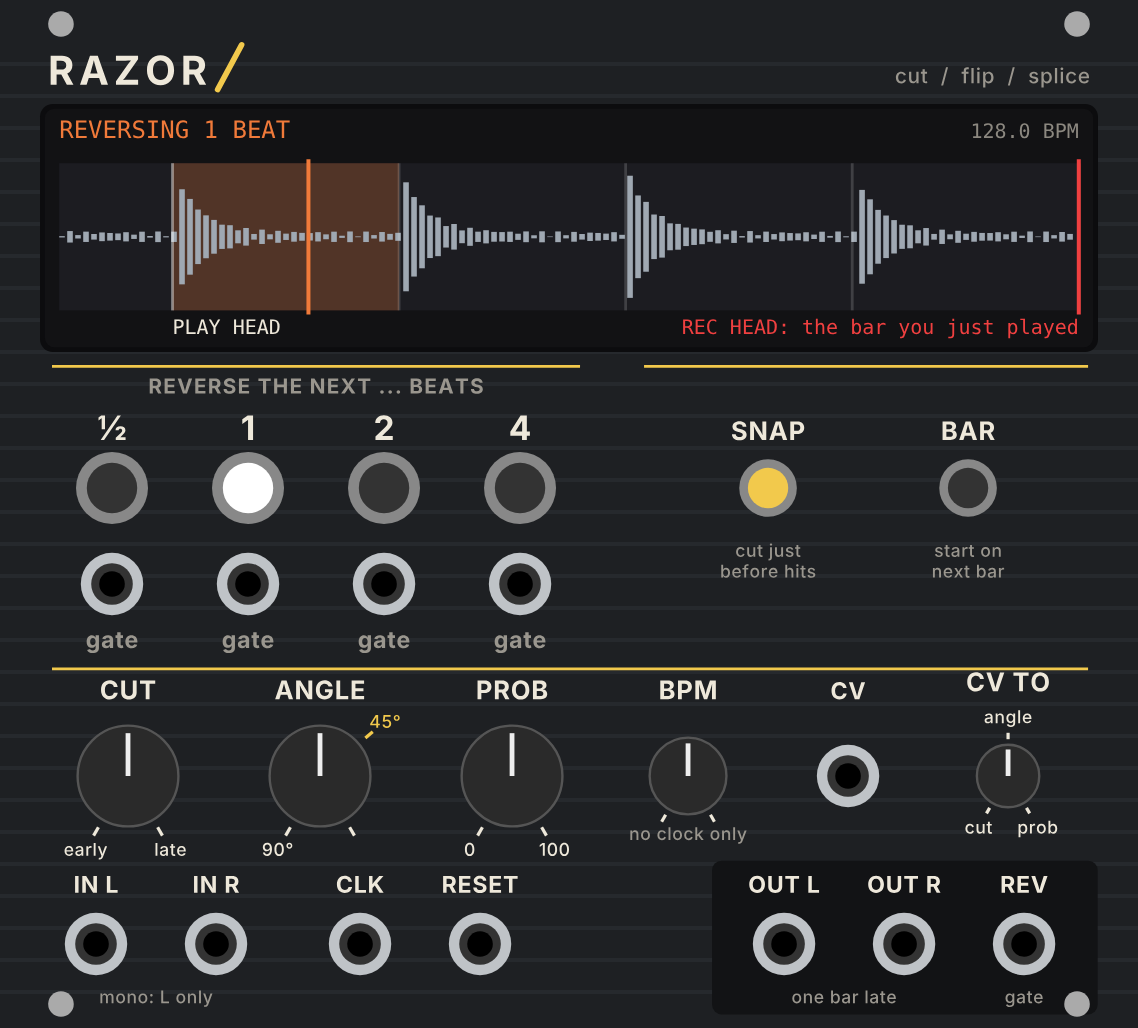 RAZOR/
cut / flip / splice
REVERSING 1 BEAT
128.0 BPM
PLAY HEAD
REC HEAD: the bar you just played
REVERSE THE NEXT ... BEATS
½ 1 2 4
SNAP BAR
cut just
before hits
start on
next bar
gate gate gate gate
CUT ANGLE PROB BPM CV CV TO
angle
45°
early late
90°
0 100
no clock only
cut prob
IN L IN R CLK RESET
OUT L OUT R REV
mono: L only
one bar late
gate